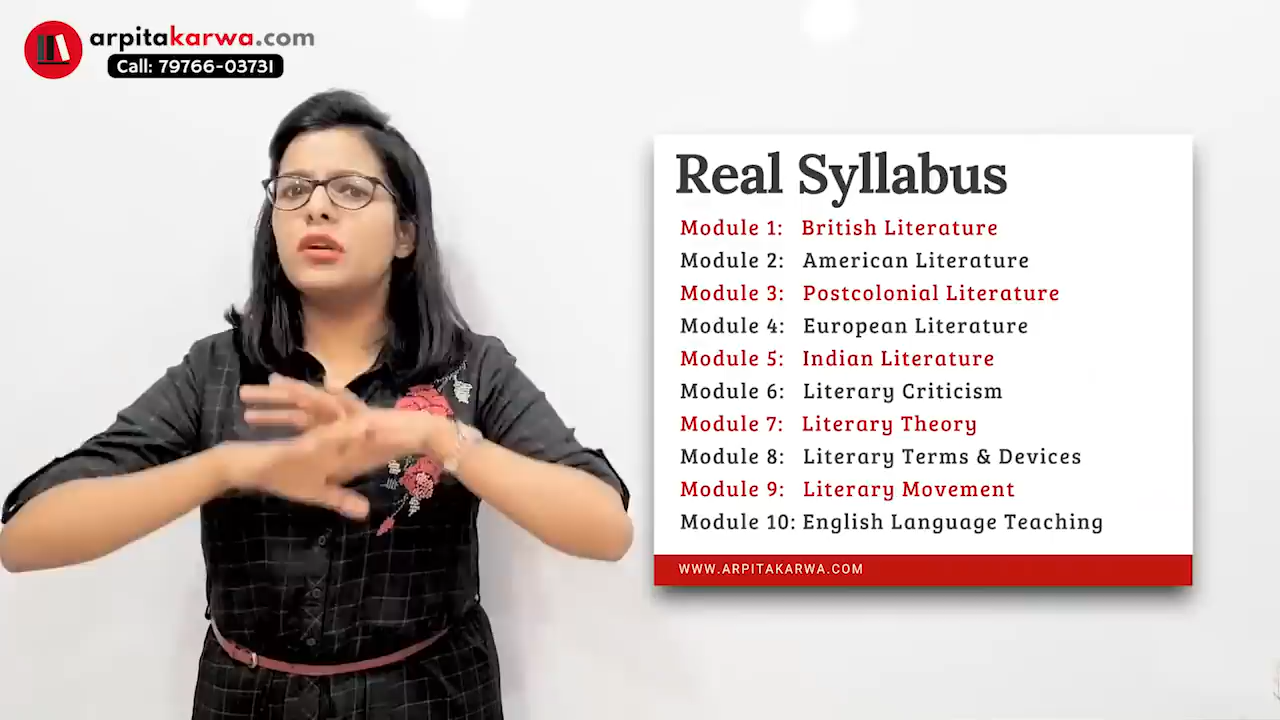 arpitakarwa.com
Call: 79766-03731
Real Syllabus
Module 1: British Literature
Module 2: American Literature
Module 3: Postcolonial Literature
Module 4: European Literature
Module 5: Indian Literature
Module 6: Literary Criticism
Module 7: Literary Theory
Module 8: Literary Terms & Devices
Module 9: Literary Movement
Module 10: English Language Teaching
WWW.ARPITAKARWA.COM